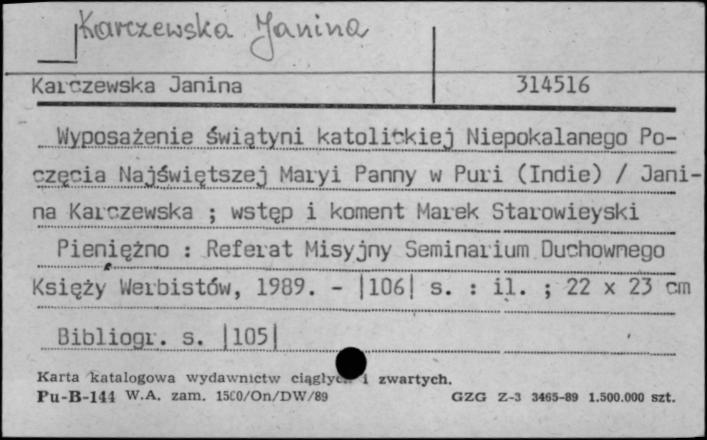 Karczewska Janina
Karczewska Janina 314516
Wyposażenie świątyni katolickiej Niepokalanego Po-
częcia Najświętszej Maryi Panny w Puri (Indie) / Jani-
na Karczewska ; wstęp i koment Marek Starowieyski
Pieniężno : Referat Misyjny Seminarium Duchownego
Księży Werbistów, 1989. - |106| s. : il. ; 22 x 23 cm
Bibliogr. s. |105|
Karta katalogowa wydawnictw ciągłych i zwartych.
Pu-B-144 W.A. zam. 1500/On/DW/89 GZG Z-3 3465-89 1.500.000 szt.